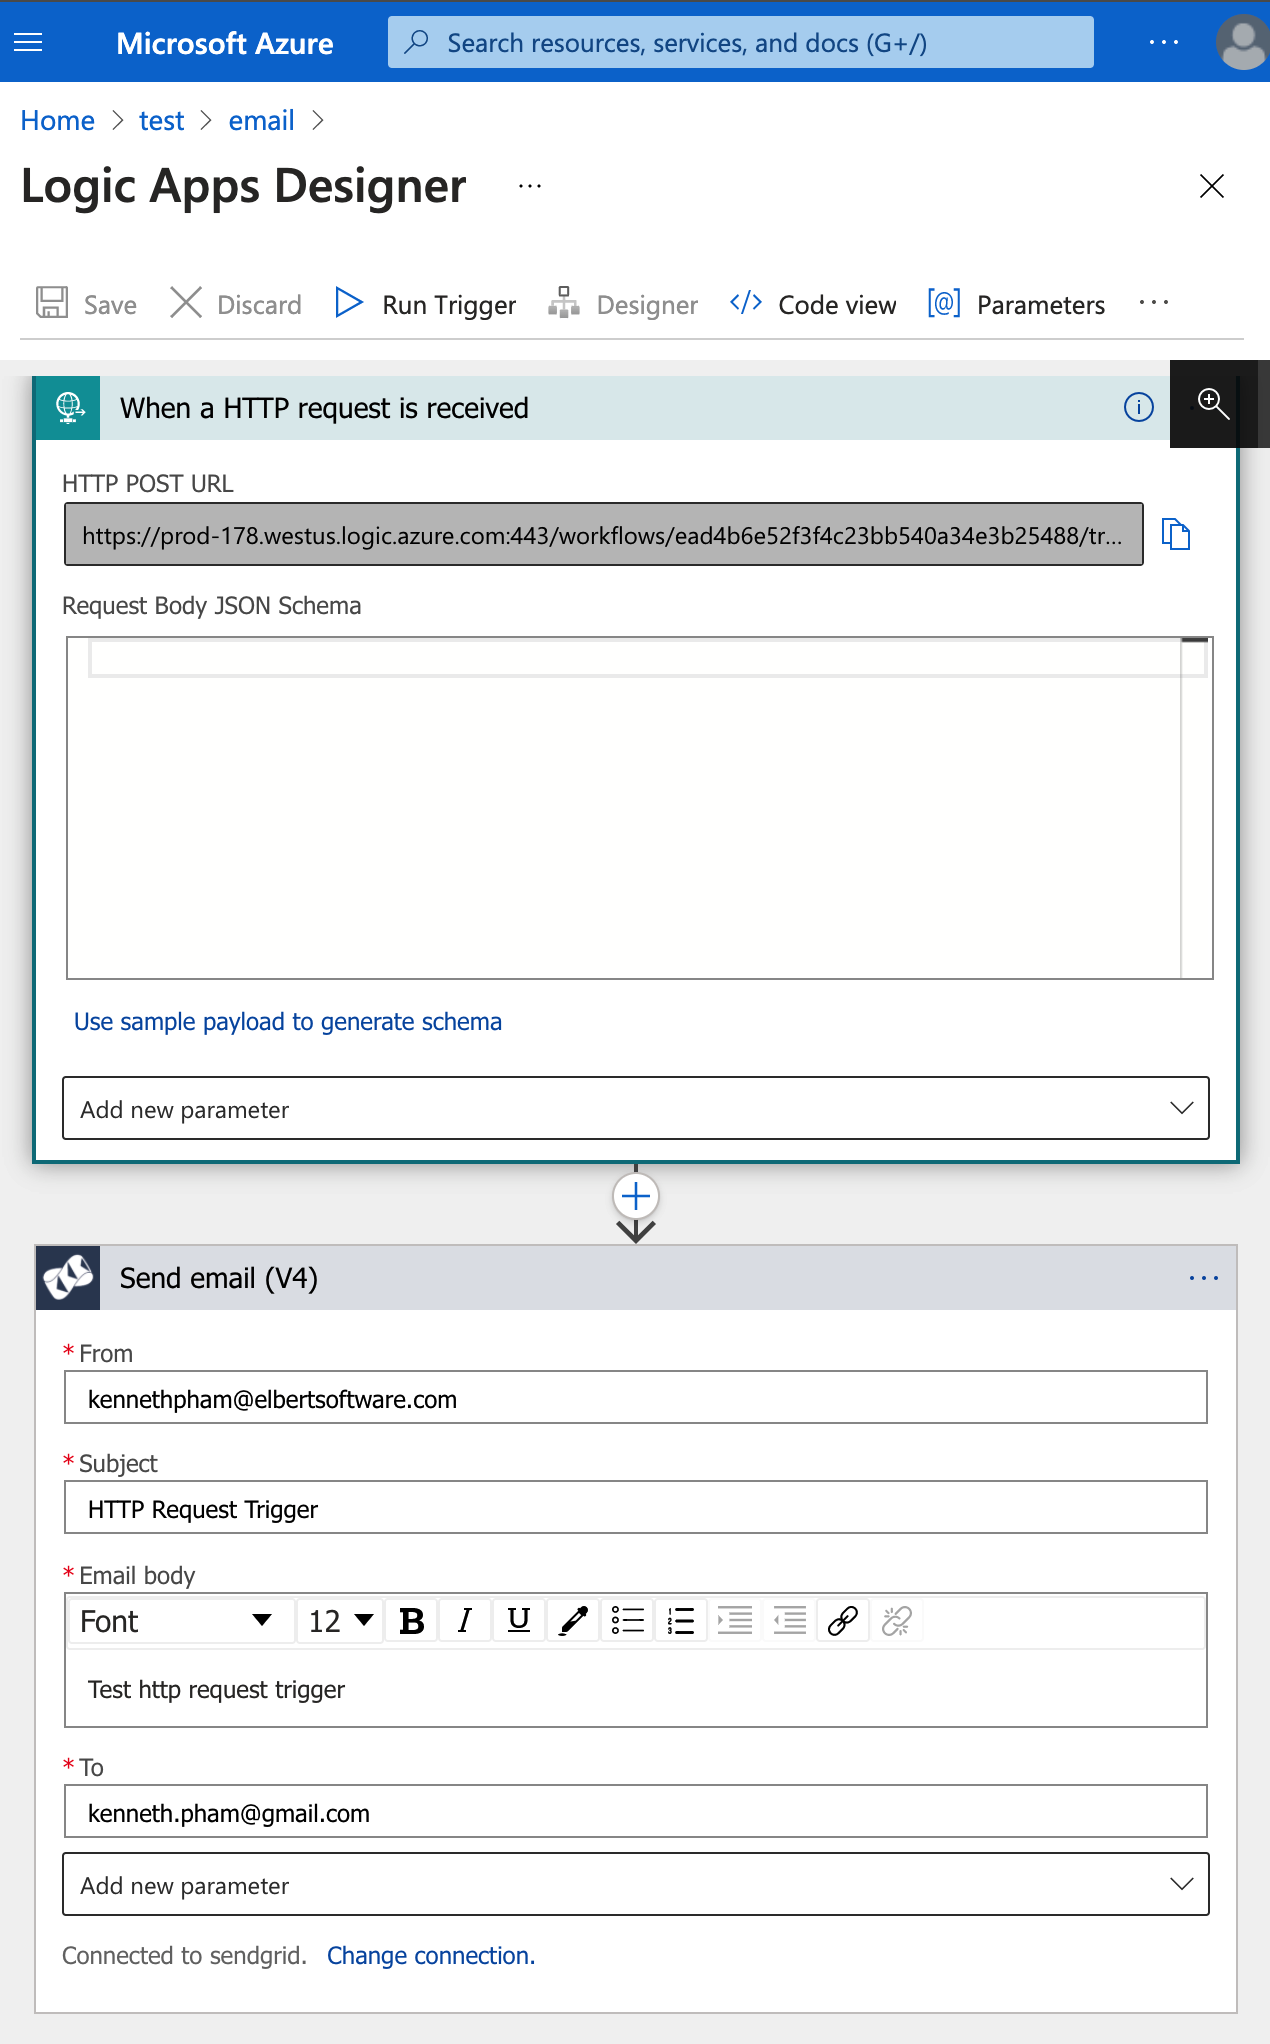 Microsoft Azure
Search resources, services, and docs (G+/)
Home > test > email >
Logic Apps Designer ...
Save Discard Run Trigger Designer </> Code view [@] Parameters ...
When a HTTP request is received
HTTP POST URL
https://prod-178.westus.logic.azure.com:443/workflows/ead4b6e52f3f4c23bb540a34e3b25488/tr...
Request Body JSON Schema
Use sample payload to generate schema
Add new parameter
Send email (V4)
* From
kennethpham@elbertsoftware.com
* Subject
HTTP Request Trigger
* Email body
Font 12 B I U
Test http request trigger
* To
kenneth.pham@gmail.com
Add new parameter
Connected to sendgrid. Change connection.